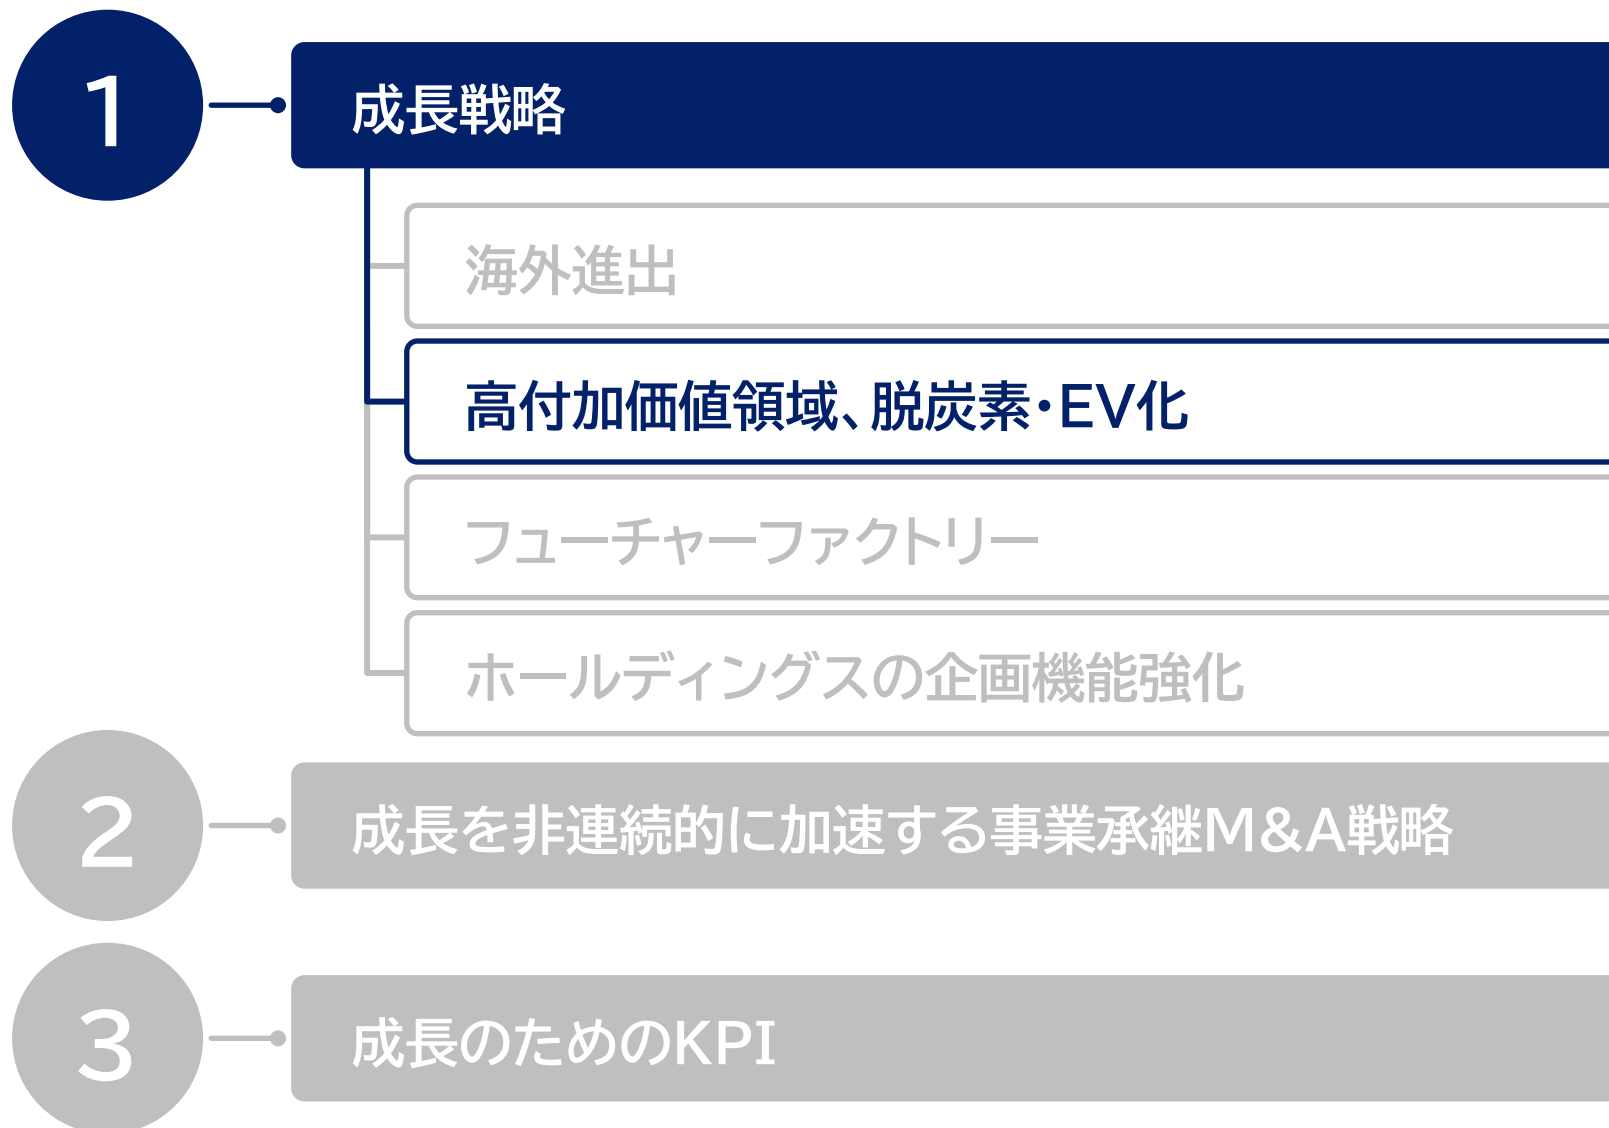 1
成長戦略
海外進出
高付加価値領域、脱炭素・EV化
フューチャーファクトリー
ホールディングスの企画機能強化
2
成長を非連続的に加速する事業承継M&A戦略
3
成長のためのKPI